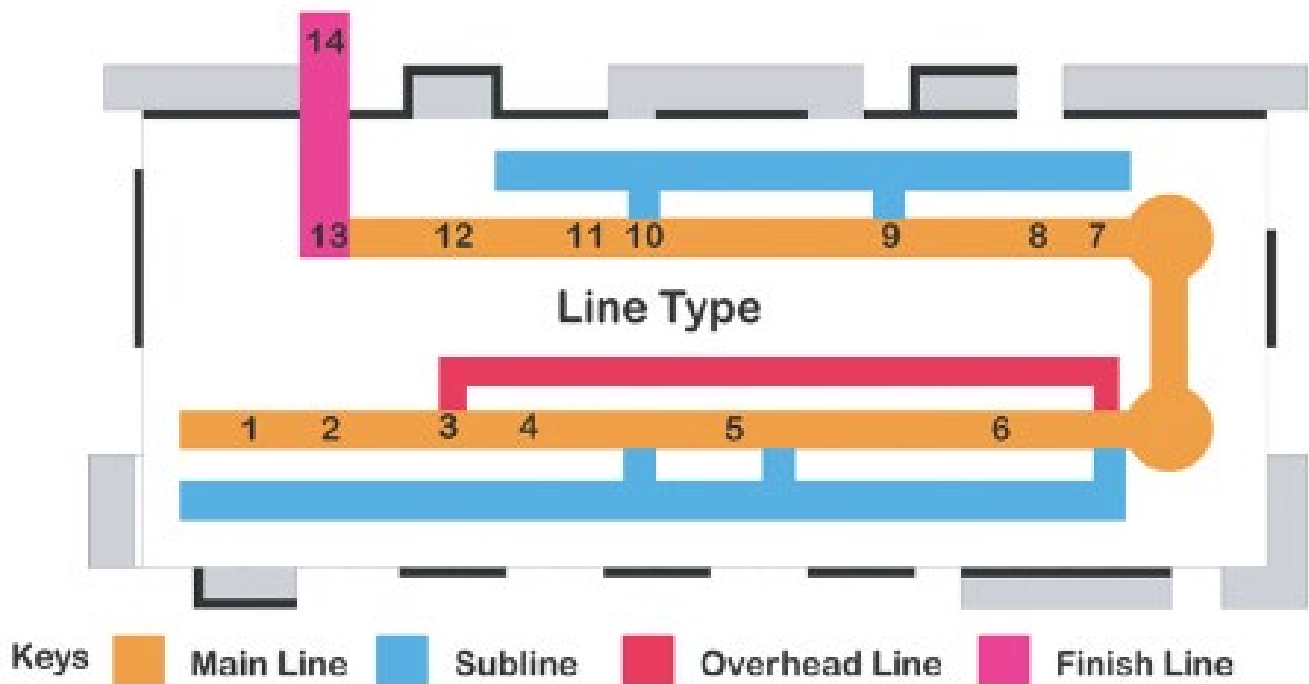 14
13 12 11 10 9 8 7
Line Type
1 2 3 4 5 6
Keys Main Line Subline Overhead Line Finish Line